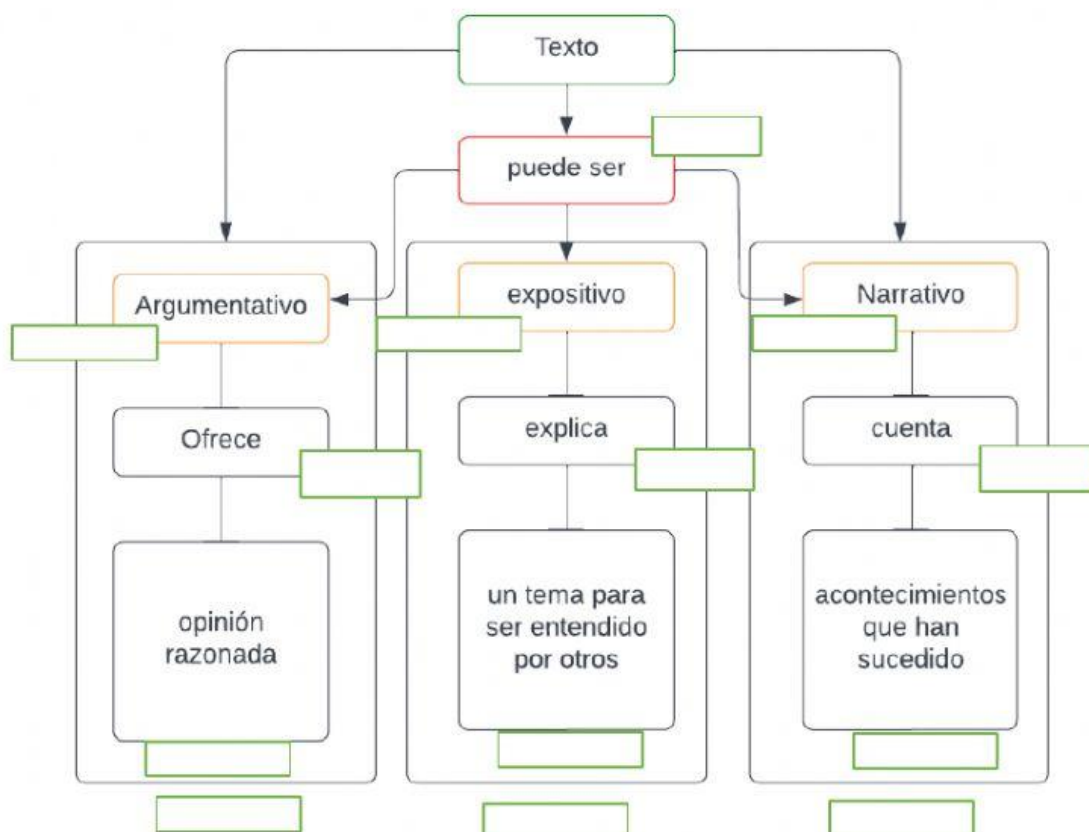 Texto
puede ser
Argumentativo
Ofrece
opinión
razonada
expositivo
explica
un tema para
ser entendido
por otros
Narrativo
cuenta
acontecimientos
que han
sucedido